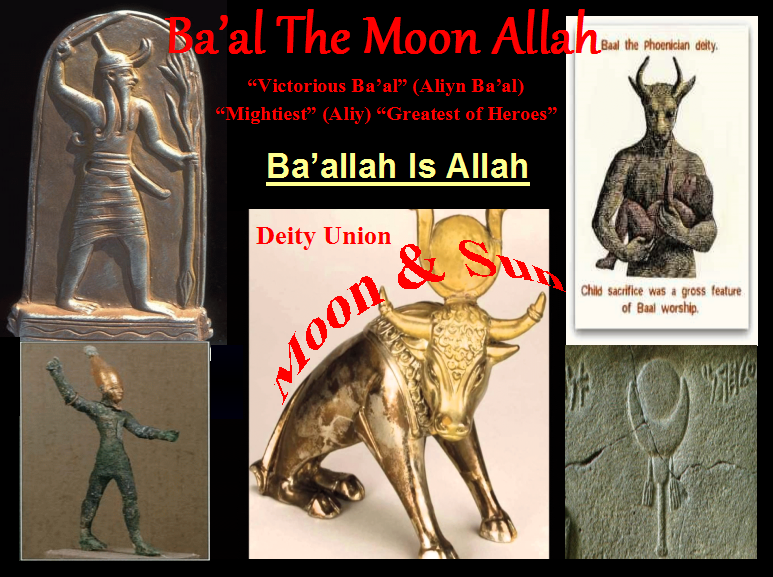 Ba’al The Moon Allah
“Victorious Ba’al” (Aliyn Ba’al)
“Mightiest” (Aliy) “Greatest of Heroes”
Ba’allah Is Allah
Baal the Phoenician deity.
Child sacrifice was a gross feature
of Baal worship.
Deity Union
Moon & Sun